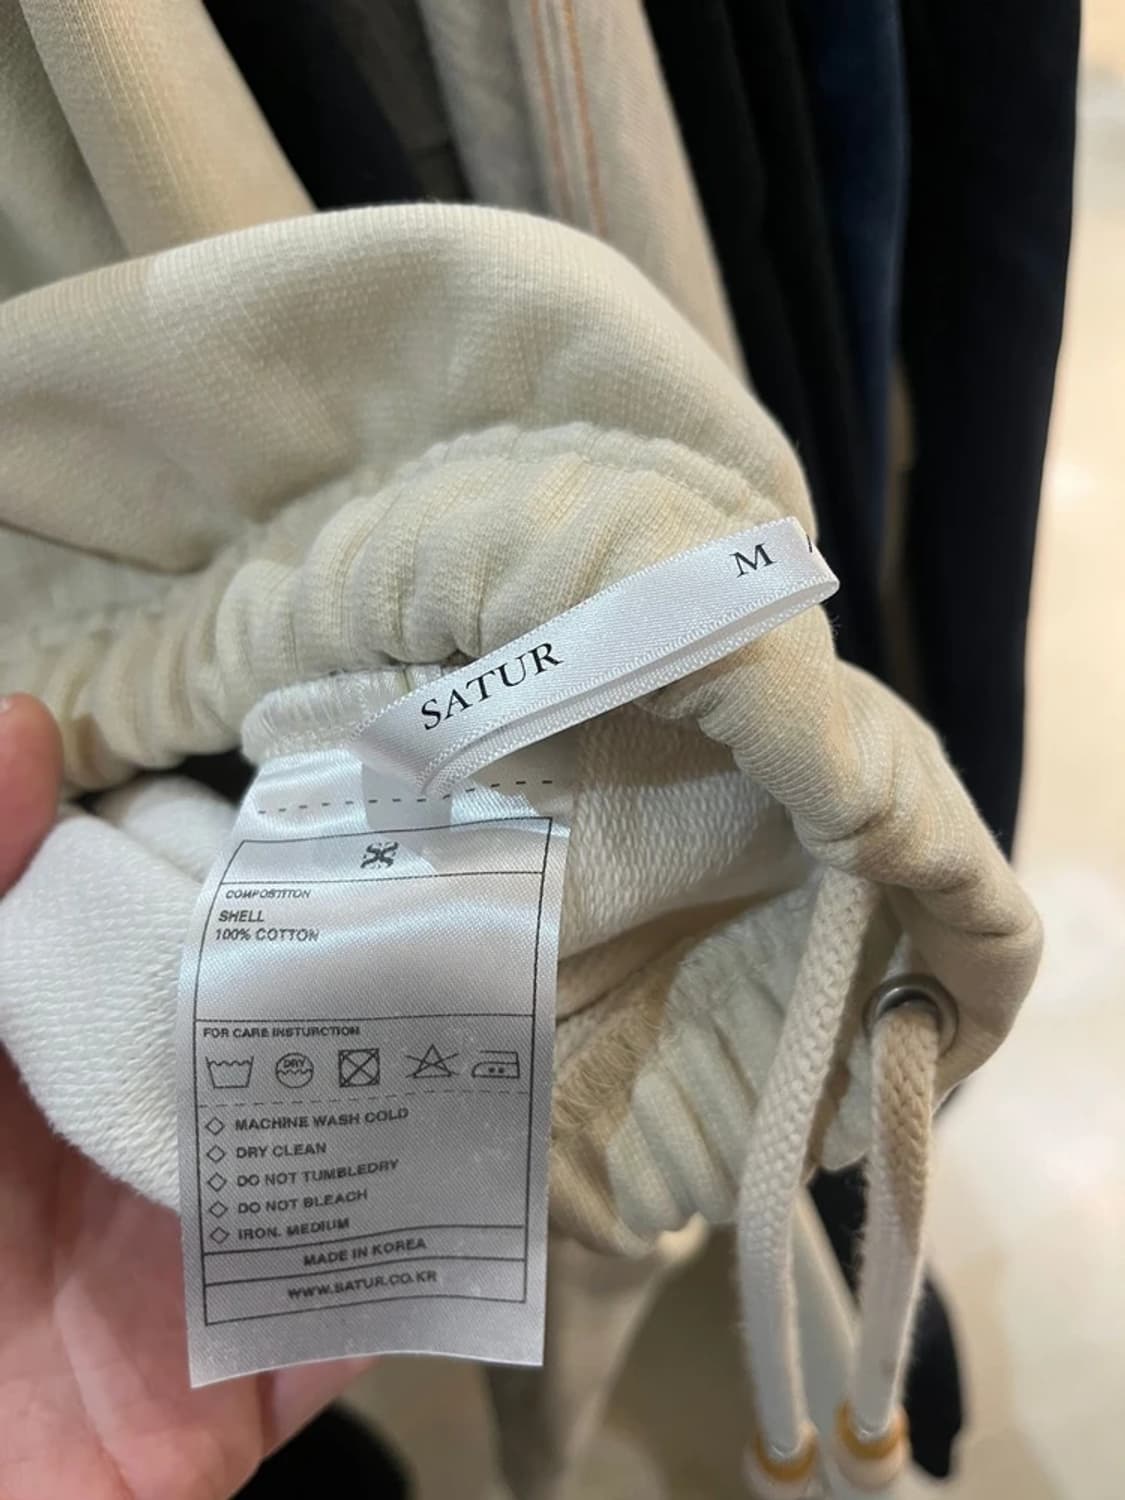 SATUR M
COMPOSTITON
SHELL
100% COTTON
FOR CARE INSTURCTION
DRY
MACHINE WASH COLD
DRY CLEAN
DO NOT TUMBLEDRY
DO NOT BLEACH
IRON. MEDIUM
MADE IN KOREA
WWW.SATUR.CO.KR